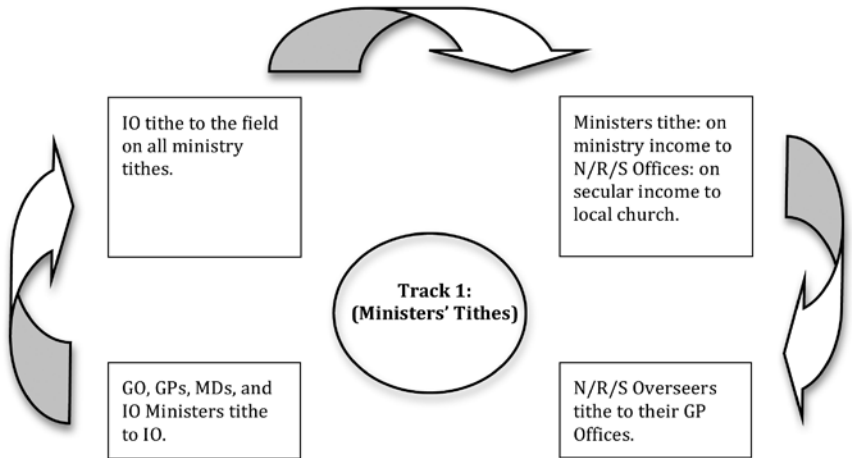 IO tithe to the field
on all ministry
tithes.
Ministers tithe: on
ministry income to
N/R/S Offices: on
secular income to
local church.
Track 1:
(Ministers’ Tithes)
GO, GPs, MDs, and
IO Ministers tithe
to IO.
N/R/S Overseers
tithe to their GP
Offices.